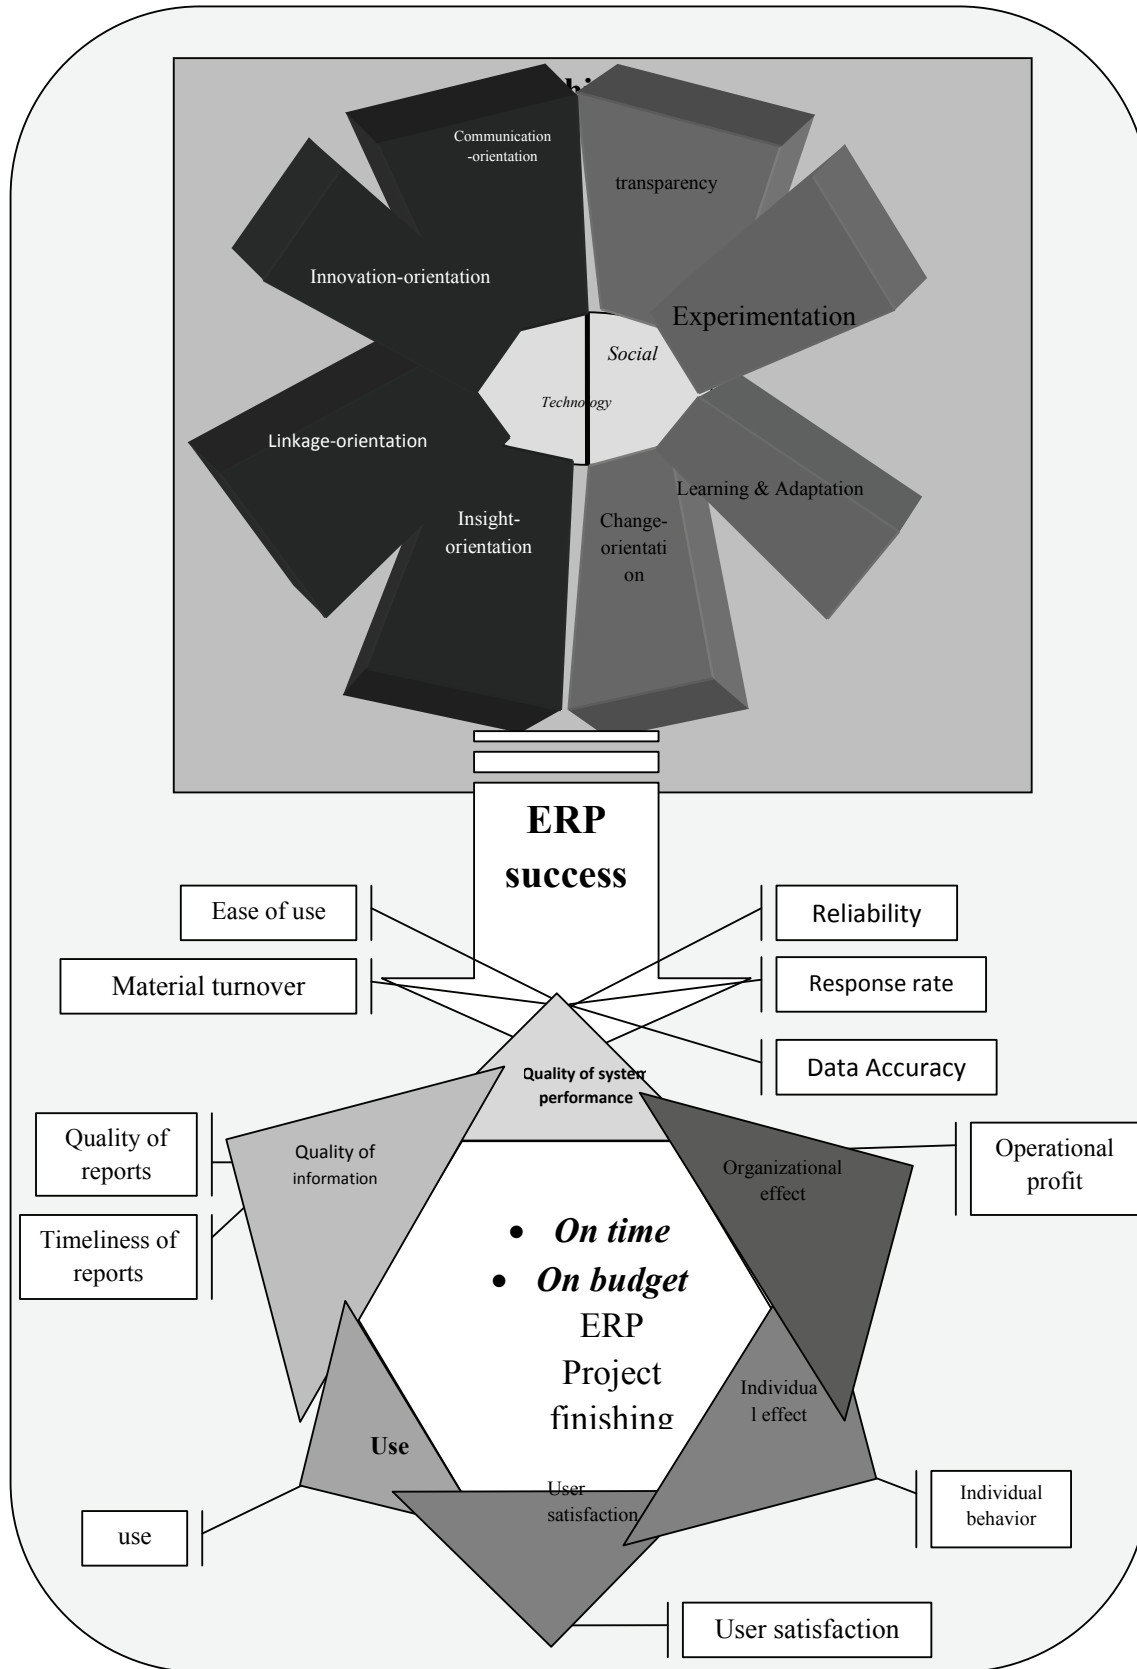 Communication
-orientation
transparency
Innovation-orientation
Experimentation
Social
Technology
Linkage-orientation
Learning & Adaptation
Insight-
orientation
Change-
orientati
on
ERP
success
Ease of use
Reliability
Material turnover
Response rate
Data Accuracy
Quality of system
performance
Quality of
reports
Quality of
information
Organizational
effect
Operational
profit
Timeliness of
reports
• On time
• On budget
ERP
Project
finishing
Individua
l effect
Use
User
satisfaction
use
Individual
behavior
User satisfaction